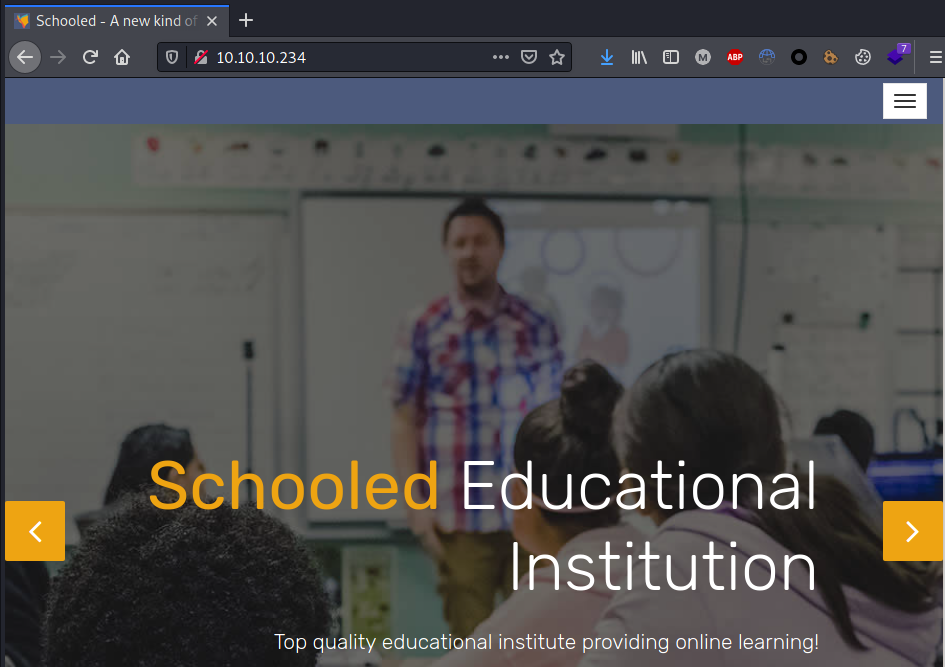 Schooled - A new kind of
10.10.10.234
ABP
7
Schooled Educational
Institution
Top quality educational institute providing online learning!